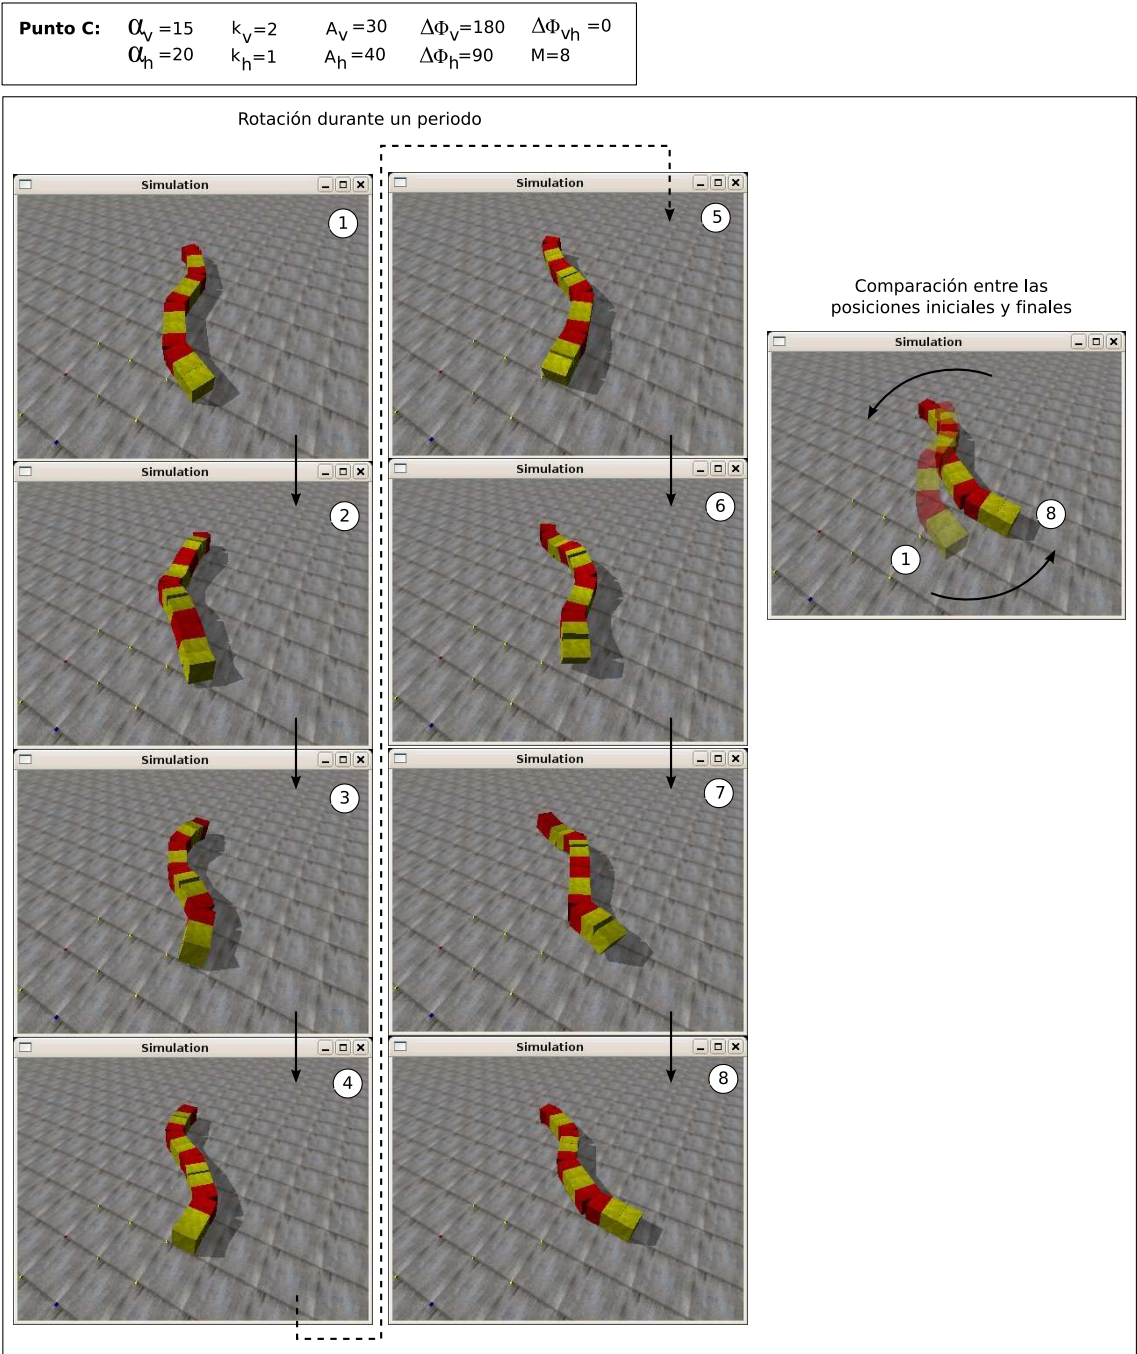 Punto C: αv=15 kv=2 Av=30 ΔΦv=180 ΔΦvh=0
αh=20 kh=1 Ah=40 ΔΦh=90 M=8
Rotación durante un periodo
Simulation
1
Simulation
2
Simulation
3
Simulation
4
Simulation
5
Simulation
6
Simulation
7
Simulation
8
Comparación entre las
posiciones iniciales y finales
Simulation
8
1